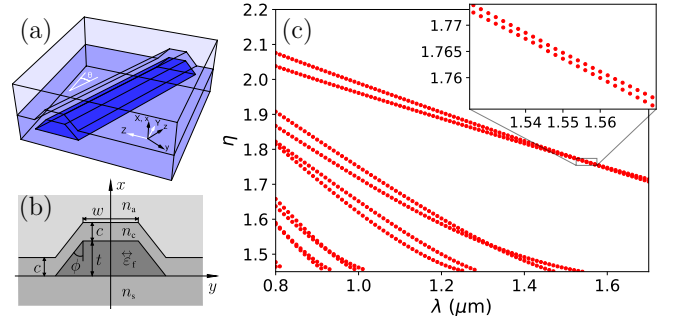 (a)
θ
X, x
Y
z
Z
y
(b)
x
w
n_a
c
n_c
c
t
ϕ
ε̿_f
y
n_s
(c)
2.2
2.1
2.0
1.9
1.8
1.7
1.6
1.5
η
0.8
1.0
1.2
1.4
1.6
λ (μm)
1.77
1.765
1.76
1.54
1.55
1.56